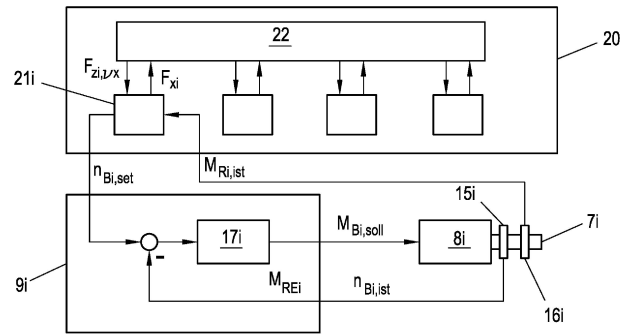 22
20
F_zi,νx
F_xi
21i
n_Bi,set
M_Ri,ist
15i
7i
17i
M_Bi,soll
8i
-
9i
M_REi
n_Bi,ist
16i